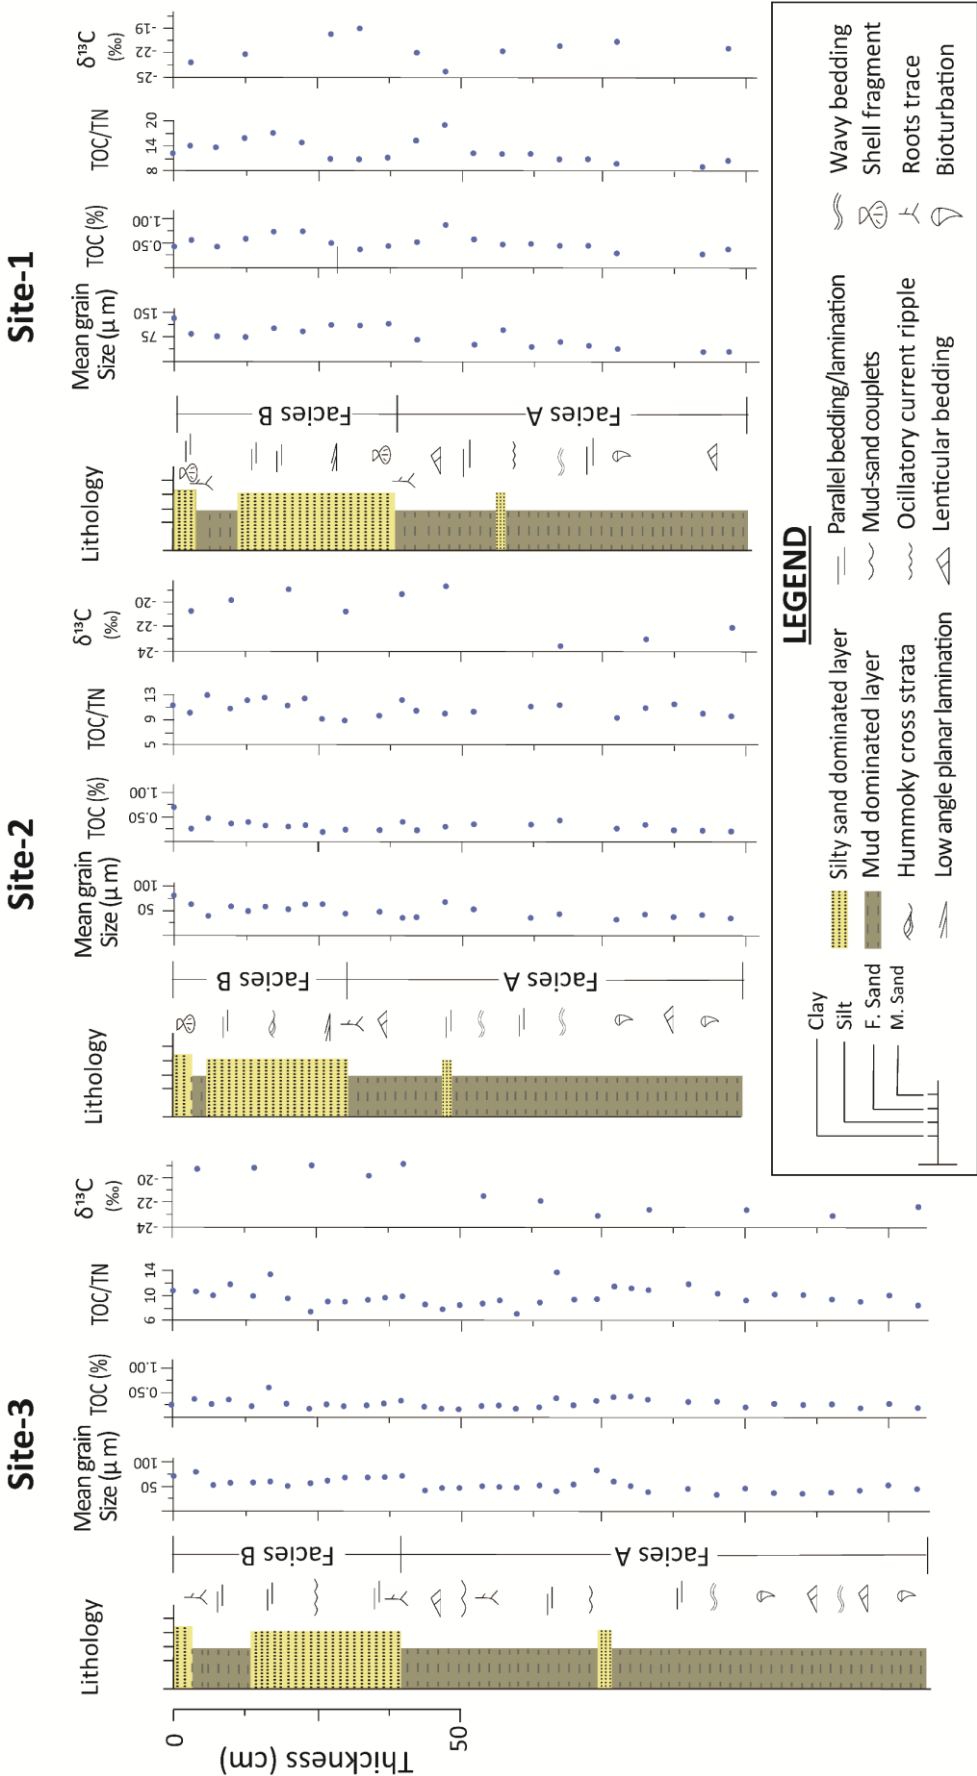 Site-3
Site-2
Site-1
Lithology
Mean grain
Size (µ m)
TOC (%)
TOC/TN
δ¹³C
(‰)
Lithology
Mean grain
Size (µ m)
TOC (%)
TOC/TN
δ¹³C
(‰)
Lithology
Mean grain
Size (µ m)
TOC (%)
TOC/TN
δ¹³C
(‰)
50
100
0.50
1.00
6
10
14
-24
-22
-20
50
100
0.50
1.00
5
9
13
-24
-22
-20
75
150
0.50
1.00
8
14
20
-25
-22
-19
Thickness (cm)
0
50
Facies B
Facies A
Facies B
Facies A
Facies B
Facies A
LEGEND
Clay
Silt
F. Sand
M. Sand
Silty sand dominated layer
Mud dominated layer
Hummoky cross strata
Low angle planar lamination
Parallel bedding/lamination
Mud-sand couplets
Ocillatory current ripple
Lenticular bedding
Wavy bedding
Shell fragment
Roots trace
Bioturbation